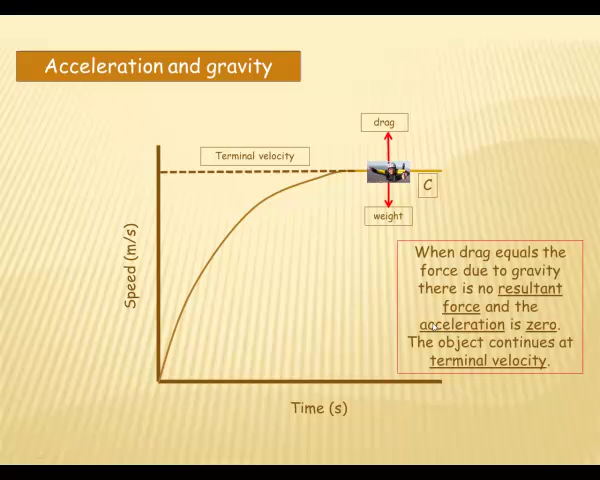 Acceleration and gravity
drag
Terminal velocity
C
weight
Speed (m/s)
When drag equals the
force due to gravity
there is no resultant
force and the
acceleration is zero.
The object continues at
terminal velocity.
Time (s)